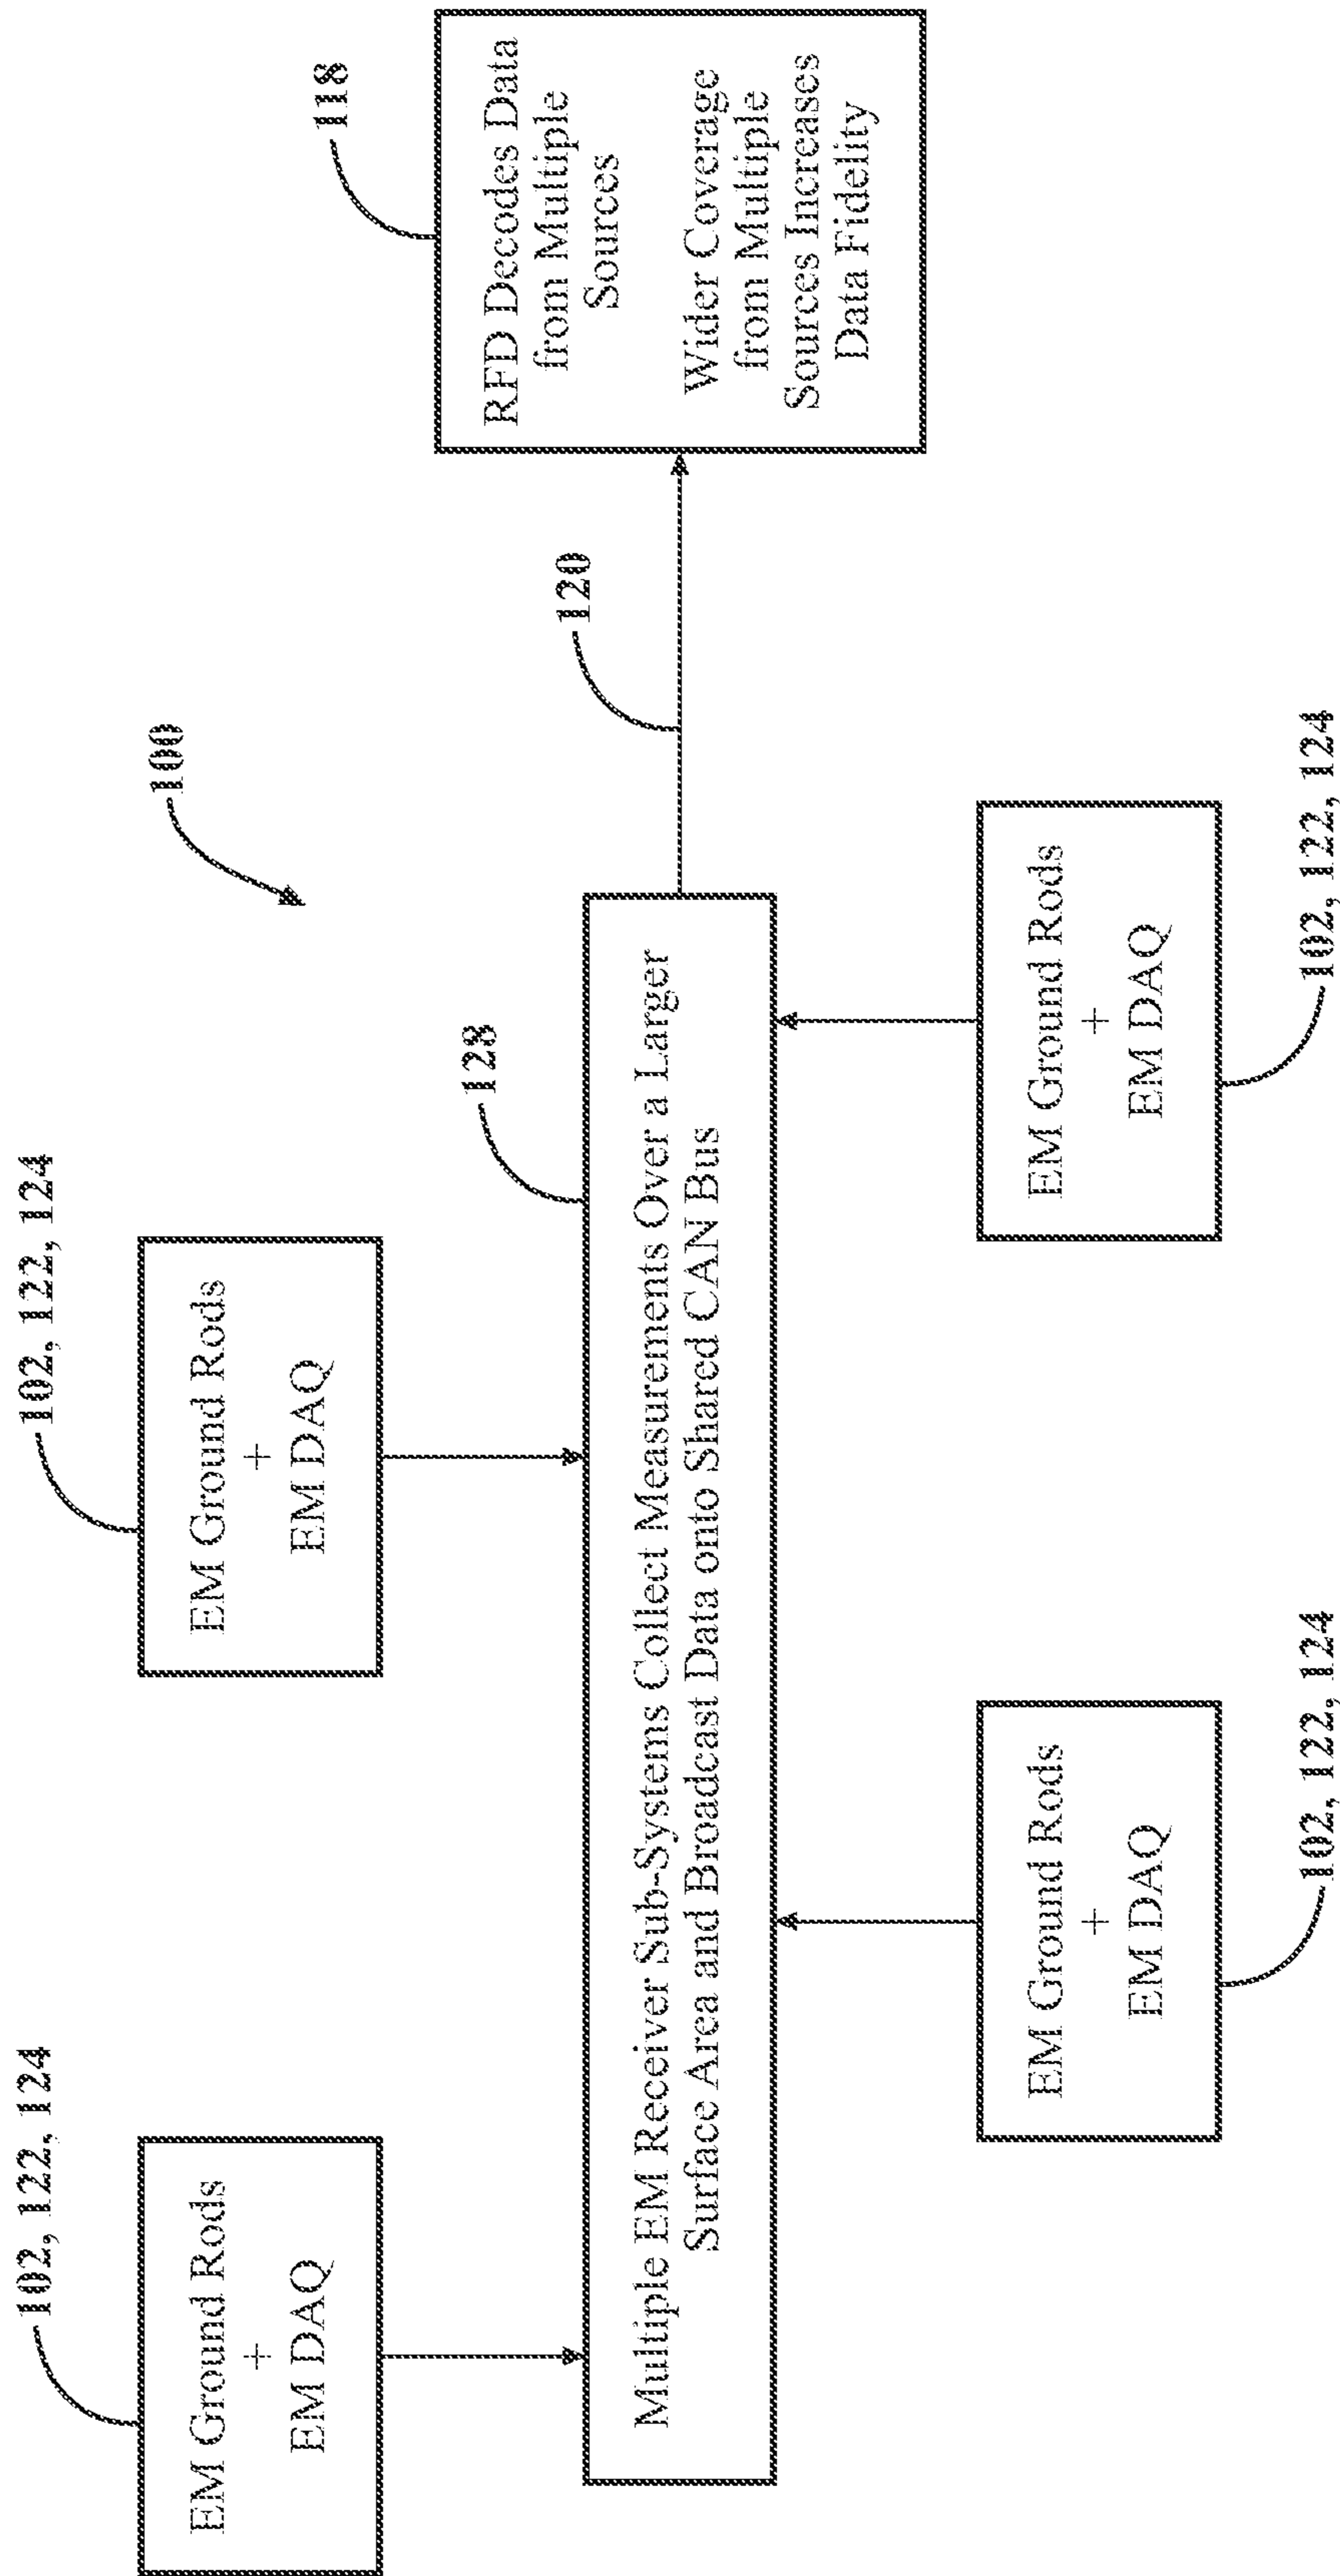 102, 122, 124
EM Ground Rods
+
EM DAQ
102, 122, 124
EM Ground Rods
+
EM DAQ
100
128
Multiple EM Receiver Sub-Systems Collect Measurements Over a Larger
Surface Area and Broadcast Data onto Shared CAN Bus
120
118
RFD Decodes Data
from Multiple
Sources
Wider Coverage
from Multiple
Sources Increases
Data Fidelity
EM Ground Rods
+
EM DAQ
102, 122, 124
EM Ground Rods
+
EM DAQ
102, 122, 124